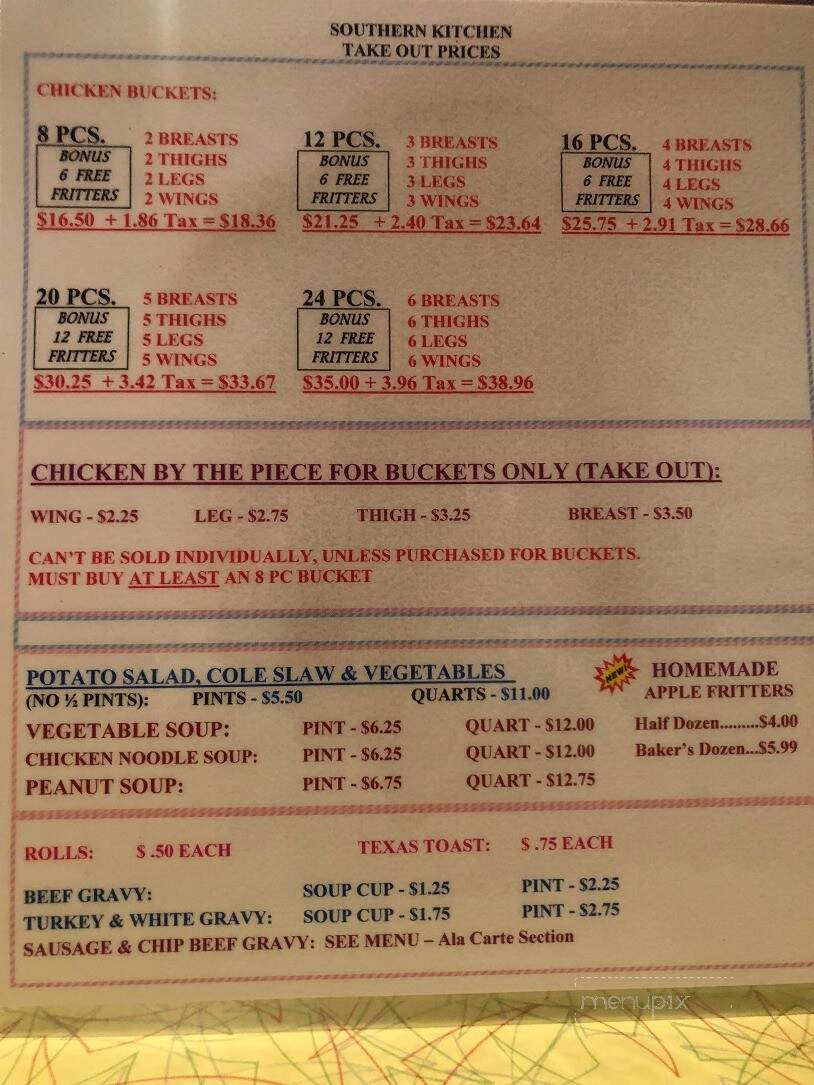 SOUTHERN KITCHEN
TAKE OUT PRICES
CHICKEN BUCKETS:
8 PCS.
BONUS
6 FREE
FRITTERS
2 BREASTS
2 THIGHS
2 LEGS
2 WINGS
$16.50 + 1.86 Tax = $18.36
12 PCS.
BONUS
6 FREE
FRITTERS
3 BREASTS
3 THIGHS
3 LEGS
3 WINGS
$21.25 + 2.40 Tax = $23.64
16 PCS.
BONUS
6 FREE
FRITTERS
4 BREASTS
4 THIGHS
4 LEGS
4 WINGS
$25.75 + 2.91 Tax = $28.66
20 PCS.
BONUS
12 FREE
FRITTERS
5 BREASTS
5 THIGHS
5 LEGS
5 WINGS
$30.25 + 3.42 Tax = $33.67
24 PCS.
BONUS
12 FREE
FRITTERS
6 BREASTS
6 THIGHS
6 LEGS
6 WINGS
$35.00 + 3.96 Tax = $38.96
CHICKEN BY THE PIECE FOR BUCKETS ONLY (TAKE OUT):
WING - $2.25 LEG - $2.75 THIGH - $3.25 BREAST - $3.50
CAN'T BE SOLD INDIVIDUALLY, UNLESS PURCHASED FOR BUCKETS.
MUST BUY AT LEAST AN 8 PC BUCKET
POTATO SALAD, COLE SLAW & VEGETABLES
(NO ½ PINTS): PINTS - $5.50 QUARTS - $11.00
VEGETABLE SOUP: PINT - $6.25 QUART - $12.00
CHICKEN NOODLE SOUP: PINT - $6.25 QUART - $12.00
PEANUT SOUP: PINT - $6.75 QUART - $12.75
NEW!
HOMEMADE
APPLE FRITTERS
Half Dozen.........$4.00
Baker's Dozen...$5.99
ROLLS: $ .50 EACH TEXAS TOAST: $ .75 EACH
BEEF GRAVY: SOUP CUP - $1.25 PINT - $2.25
TURKEY & WHITE GRAVY: SOUP CUP - $1.75 PINT - $2.75
SAUSAGE & CHIP BEEF GRAVY: SEE MENU – Ala Carte Section
menupix